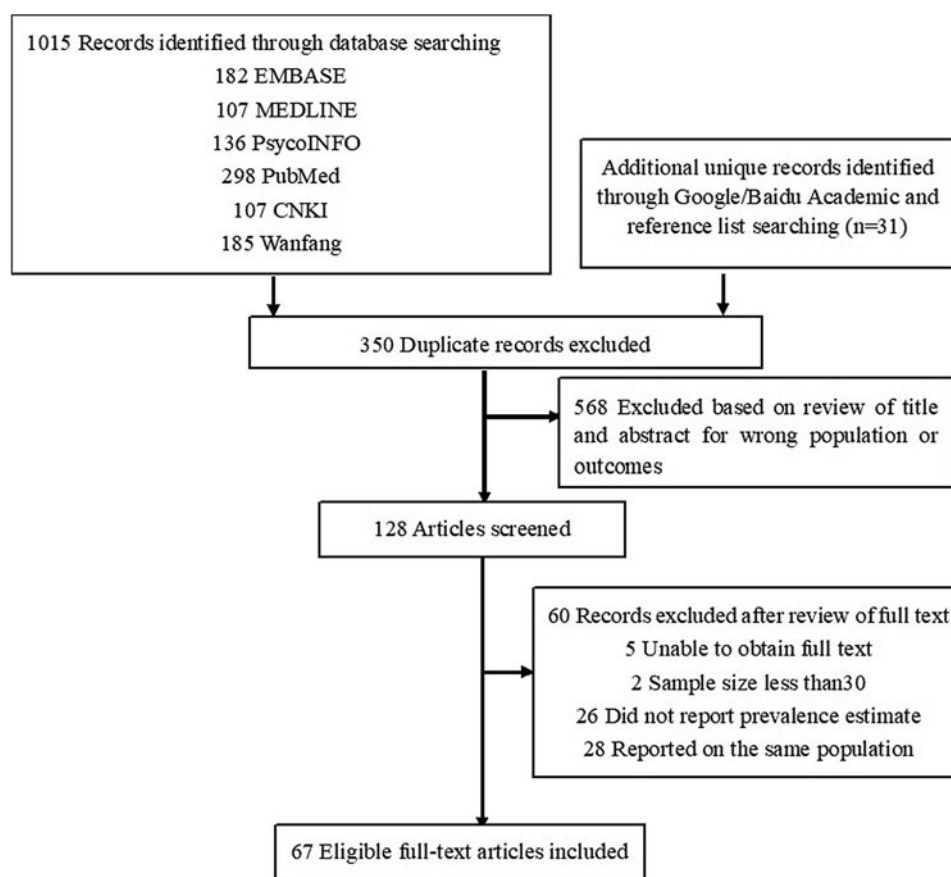 1015 Records identified through database searching
182 EMBASE
107 MEDLINE
136 PsycoINFO
298 PubMed
107 CNKI
185 Wanfang
Additional unique records identified
through Google/Baidu Academic and
reference list searching (n=31)
350 Duplicate records excluded
568 Excluded based on review of title
and abstract for wrong population or
outcomes
128 Articles screened
60 Records excluded after review of full text
5 Unable to obtain full text
2 Sample size less than30
26 Did not report prevalence estimate
28 Reported on the same population
67 Eligible full-text articles included